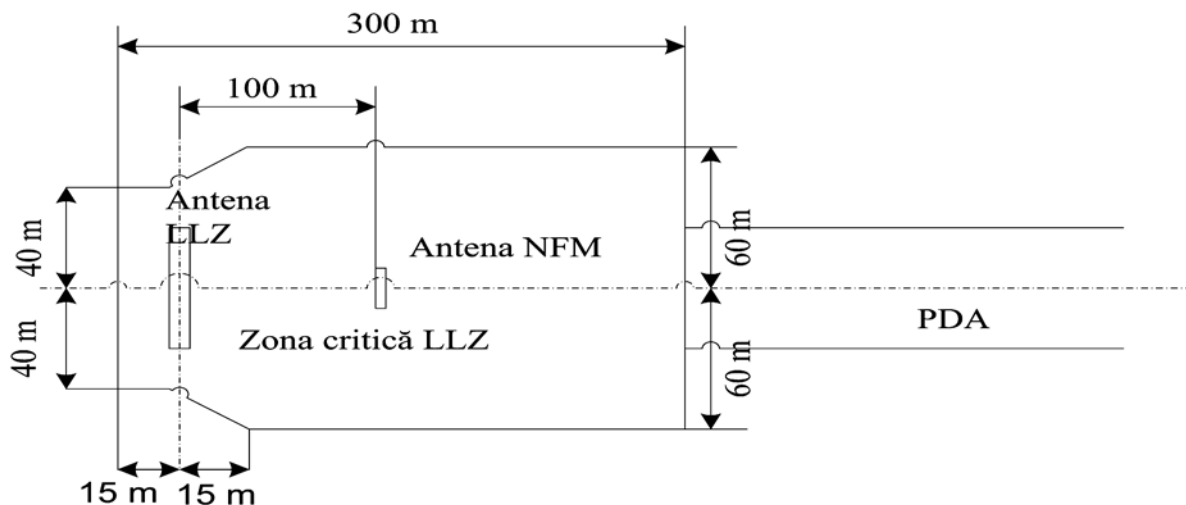 300 m
100 m
Antena
LLZ
40 m
Antena NFM
60 m
PDA
Zona critică LLZ
40 m
60 m
15 m
15 m